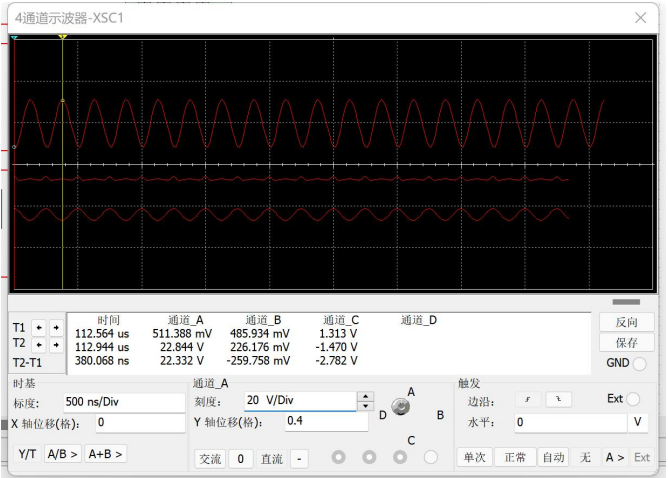 4通道示波器-XSC1
时间 通道_A 通道_B 通道_C 通道_D
T1 112.564 us 511.388 mV 485.934 mV 1.313 V
T2 112.944 us 22.844 V 226.176 mV -1.470 V
T2-T1 380.068 ns 22.332 V -259.758 mV -2.782 V
反向
保存
GND
时基
标度: 500 ns/Div
X 轴位移(格): 0
Y/T A/B > A+B >
通道_A
刻度: 20 V/Div
Y 轴位移(格): 0.4
交流 0 直流 -
A
D B
C
触发
边沿: Ext
水平: 0 V
单次 正常 自动 无 A > Ext